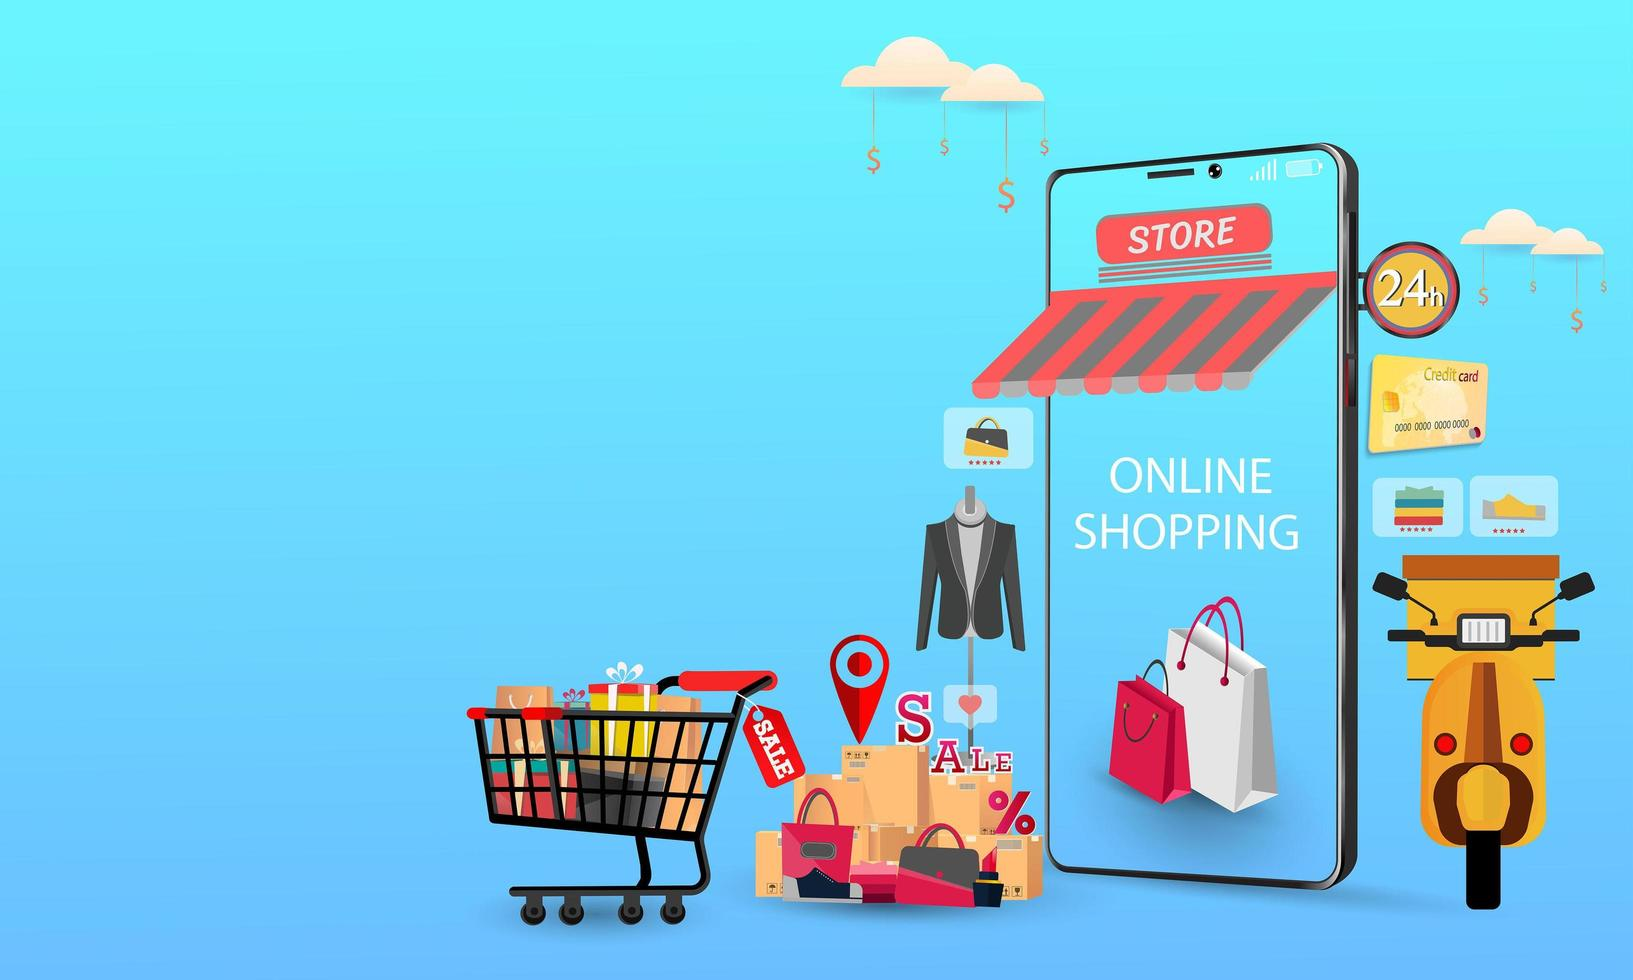 $ $ $ $
STORE
24h
$ $ $ $
Credit card
0000 0000 0000 0000
ONLINE
SHOPPING
SALE
SALE
%